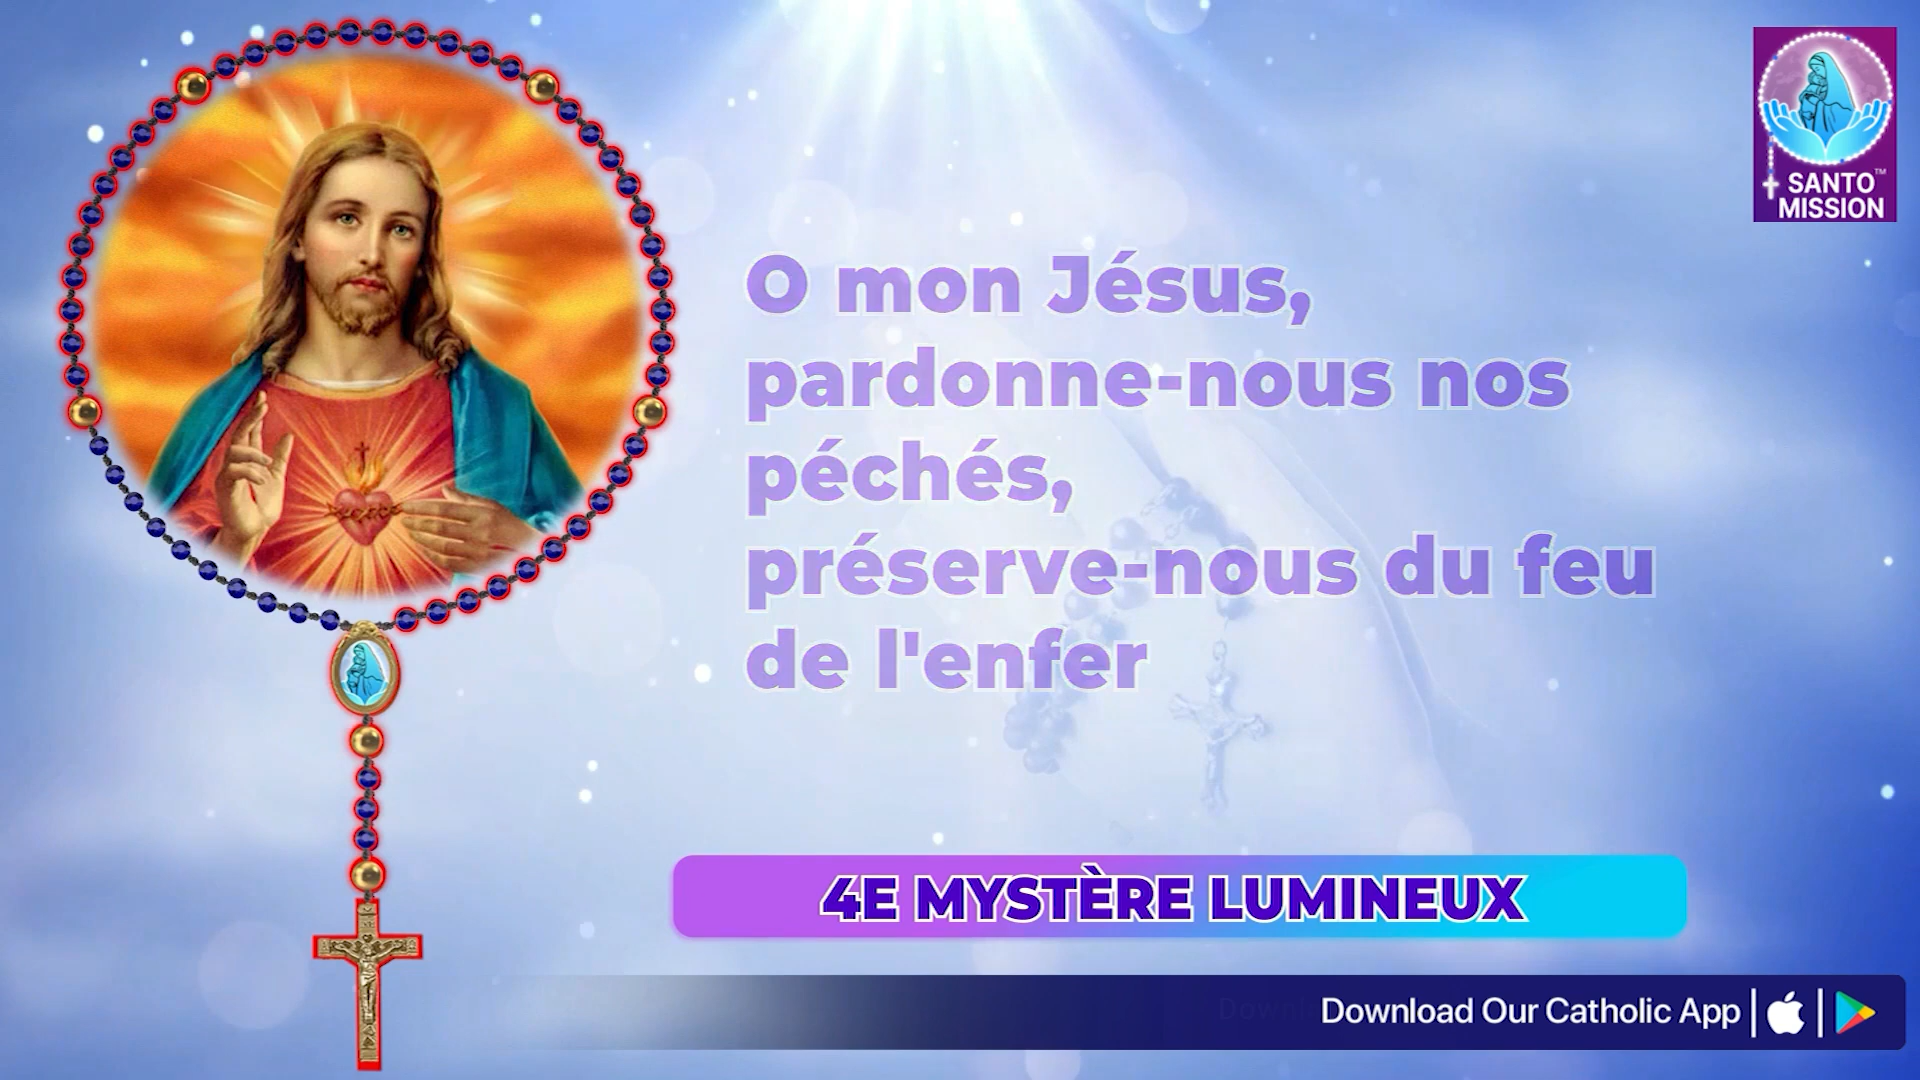 SANTO™
MISSION
O mon Jésus,
pardonne-nous nos
péchés,
préserve-nous du feu
de l'enfer
4E MYSTÈRE LUMINEUX
Download Our Catholic App